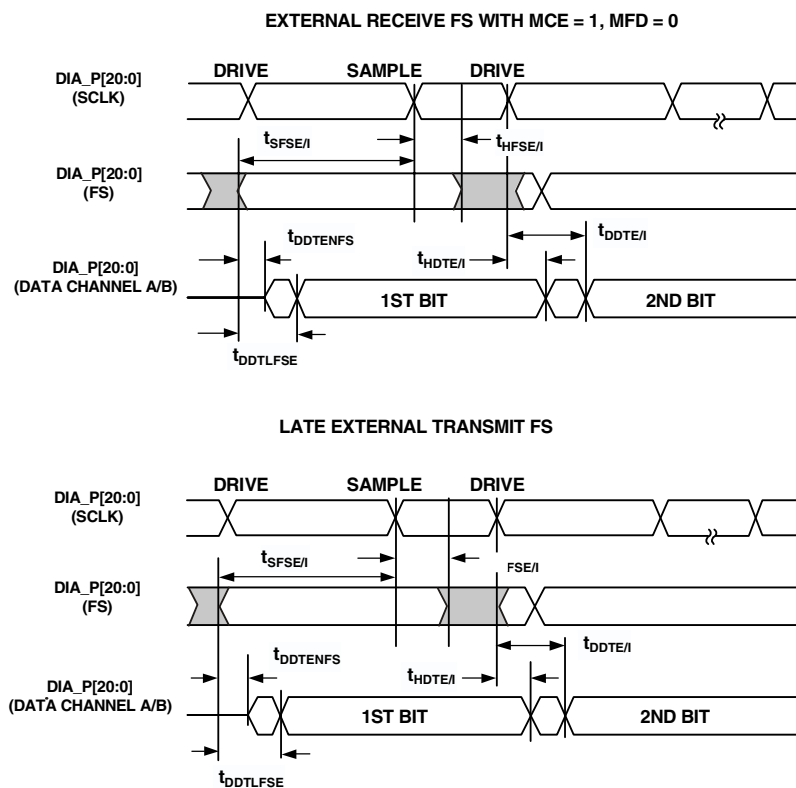 EXTERNAL RECEIVE FS WITH MCE = 1, MFD = 0
DIA_P[20:0]
(SCLK)
DRIVE SAMPLE DRIVE
tSFSE/I tHFSE/I
DIA_P[20:0]
(FS)
tDDTENFS tHDTE/I tDDTE/I
DIA_P[20:0]
(DATA CHANNEL A/B)
1ST BIT 2ND BIT
tDDTLFSE
LATE EXTERNAL TRANSMIT FS
DIA_P[20:0]
(SCLK)
DRIVE SAMPLE DRIVE
tSFSE/I FSE/I
DIA_P[20:0]
(FS)
tDDTENFS tHDTE/I tDDTE/I
DIA_P[20:0]
(DATA CHANNEL A/B)
1ST BIT 2ND BIT
tDDTLFSE